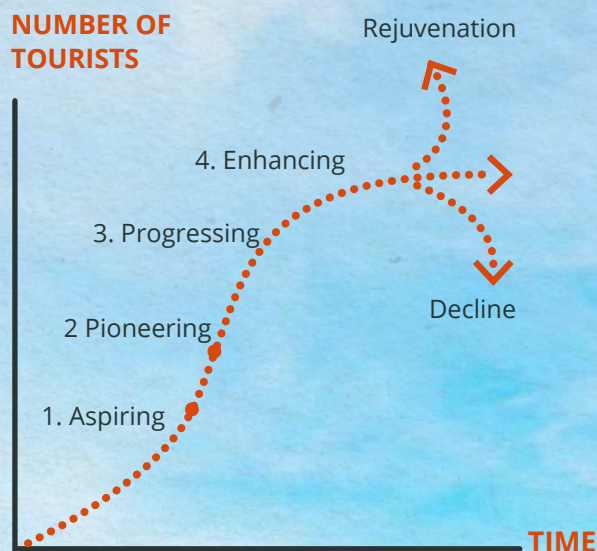 NUMBER OF
TOURISTS
Rejuvenation
4. Enhancing
3. Progressing
Decline
2 Pioneering
1. Aspiring
TIME